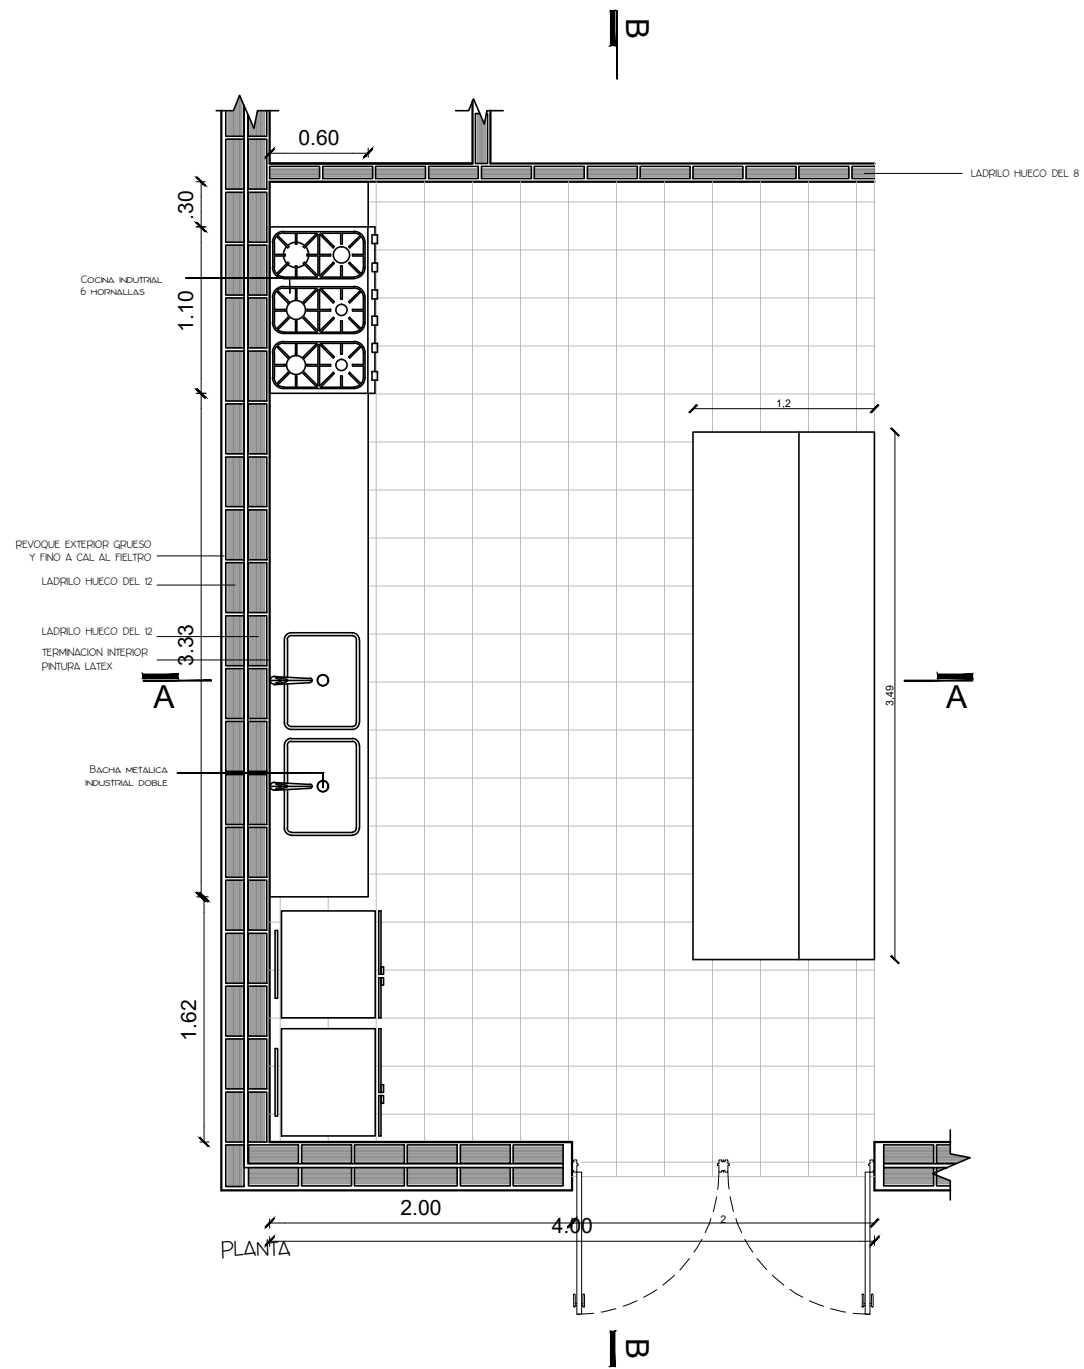 B
0.60
LADRILO HUECO DEL 8
.30
COCINA INDUTRIAL
6 HORNALLAS
1.10
1,2
REVOQUE EXTERIOR GRUESO
Y FINO A CAL AL FIELTRO
LADRILO HUECO DEL 12
LADRILO HUECO DEL 12
3.33
TERMINACION INTERIOR
PINTURA LATEX
A
3,49
A
BACHA METALICA
INDUSTRIAL DOBLE
1.62
2.00
2
4.00
PLANTA
B